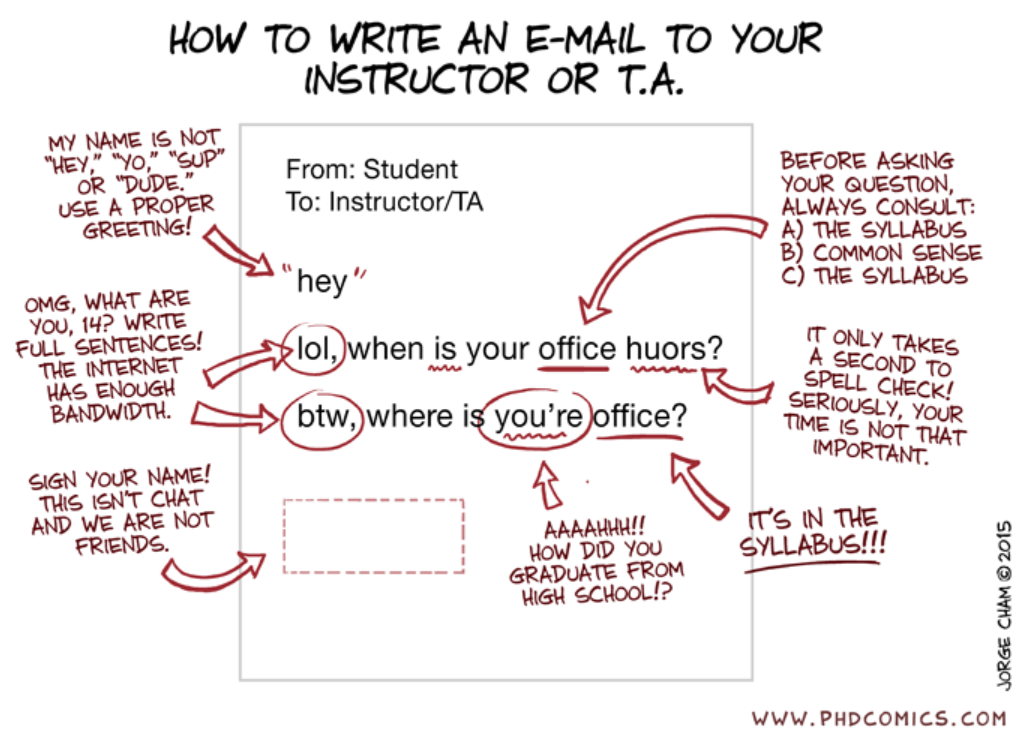 HOW TO WRITE AN E-MAIL TO YOUR
INSTRUCTOR OR T.A.
MY NAME IS NOT
"HEY," "YO," "SUP"
OR "DUDE."
USE A PROPER
GREETING!
From: Student
To: Instructor/TA
BEFORE ASKING
YOUR QUESTION,
ALWAYS CONSULT:
A) THE SYLLABUS
B) COMMON SENSE
C) THE SYLLABUS
"hey"
OMG, WHAT ARE
YOU, 14? WRITE
FULL SENTENCES!
THE INTERNET
HAS ENOUGH
BANDWIDTH.
lol, when is your office huors?
btw, where is you're office?
IT ONLY TAKES
A SECOND TO
SPELL CHECK!
SERIOUSLY, YOUR
TIME IS NOT THAT
IMPORTANT.
SIGN YOUR NAME!
THIS ISN'T CHAT
AND WE ARE NOT
FRIENDS.
AAAAHHH!!
HOW DID YOU
GRADUATE FROM
HIGH SCHOOL!?
IT'S IN THE
SYLLABUS!!!
JORGE CHAM © 2015
WWW.PHDCOMICS.COM